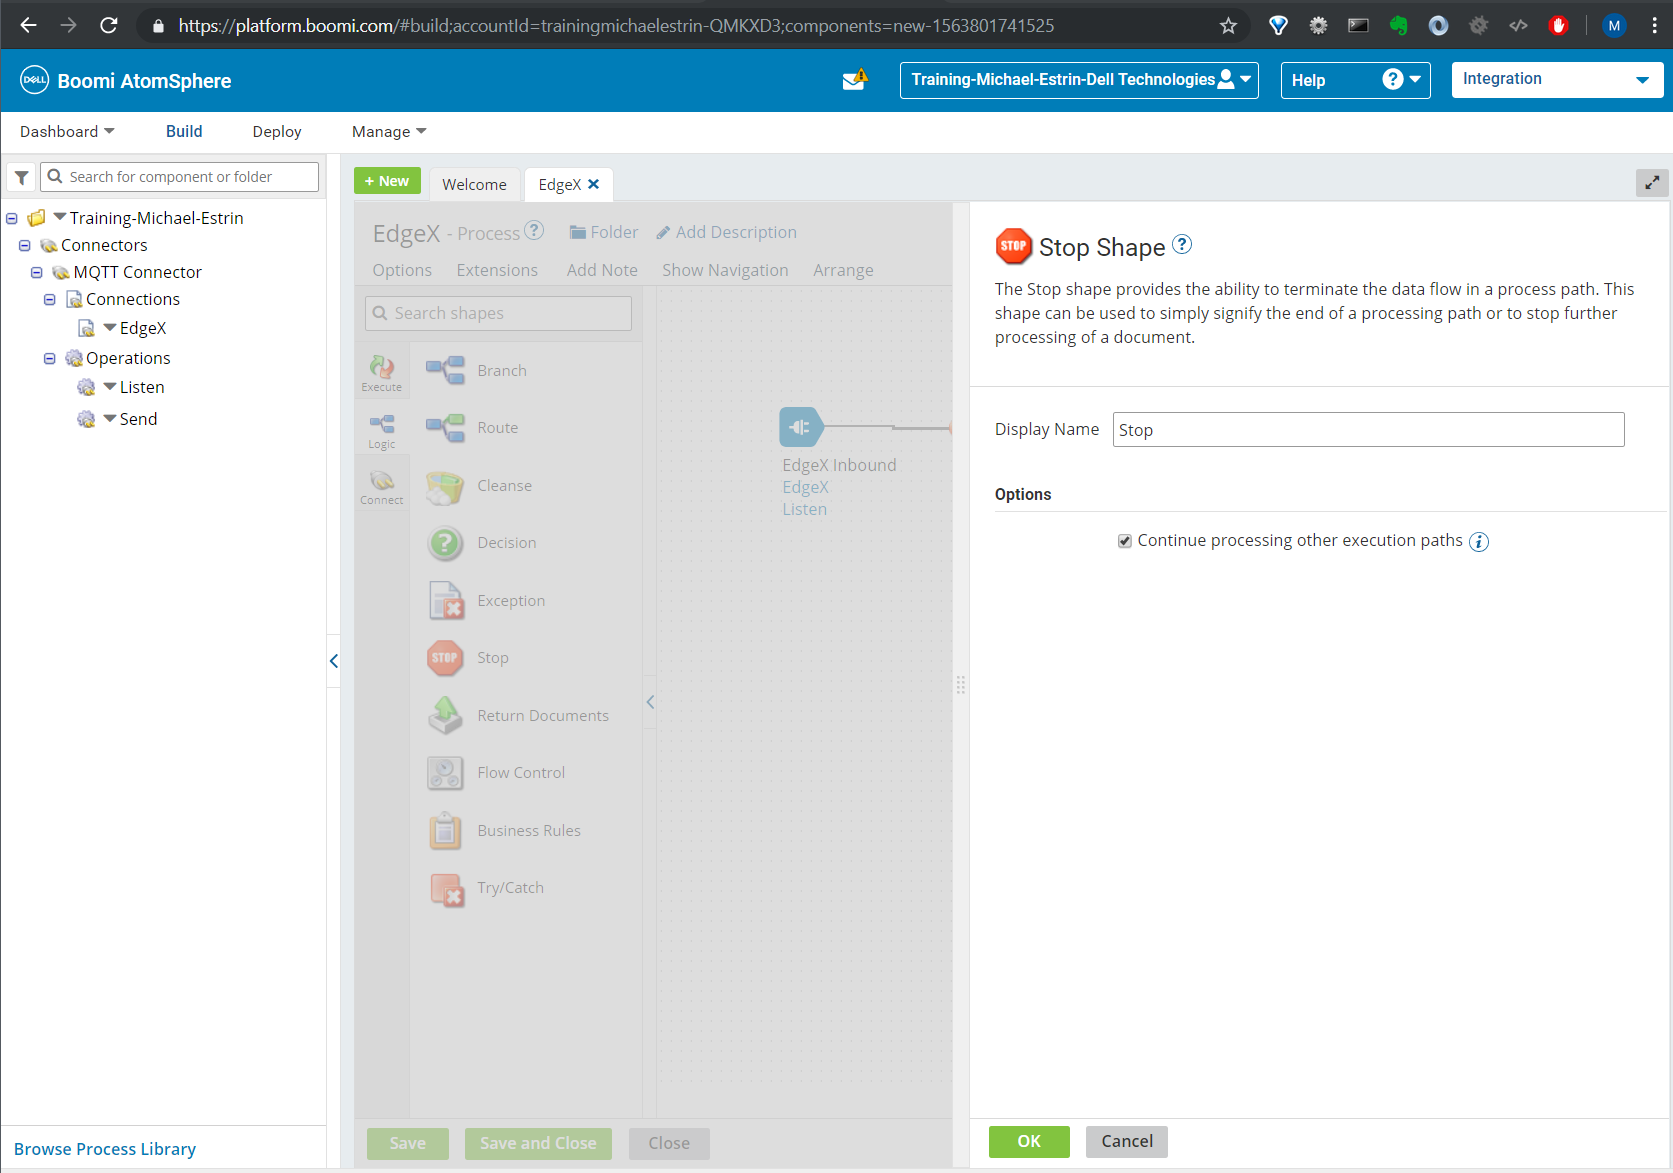 https://platform.boomi.com/#build;accountId=trainingmichaelestrin-QMKXD3;components=new-1563801741525
M
DELL Boomi AtomSphere
Training-Michael-Estrin-Dell Technologies
Help ?
Integration
Dashboard
Build
Deploy
Manage
Search for component or folder
Training-Michael-Estrin
Connectors
MQTT Connector
Connections
EdgeX
Operations
Listen
Send
Browse Process Library
+ New
Welcome
EdgeX
EdgeX - Process ?
Folder
Add Description
Options
Extensions
Add Note
Show Navigation
Arrange
Search shapes
Execute
Logic
Connect
Branch
Route
Cleanse
Decision
Exception
STOP Stop
Return Documents
Flow Control
Business Rules
Try/Catch
EdgeX Inbound
EdgeX
Listen
Save
Save and Close
Close
STOP Stop Shape ?
The Stop shape provides the ability to terminate the data flow in a process path. This
shape can be used to simply signify the end of a processing path or to stop further
processing of a document.
Display Name Stop
Options
Continue processing other execution paths i
OK
Cancel